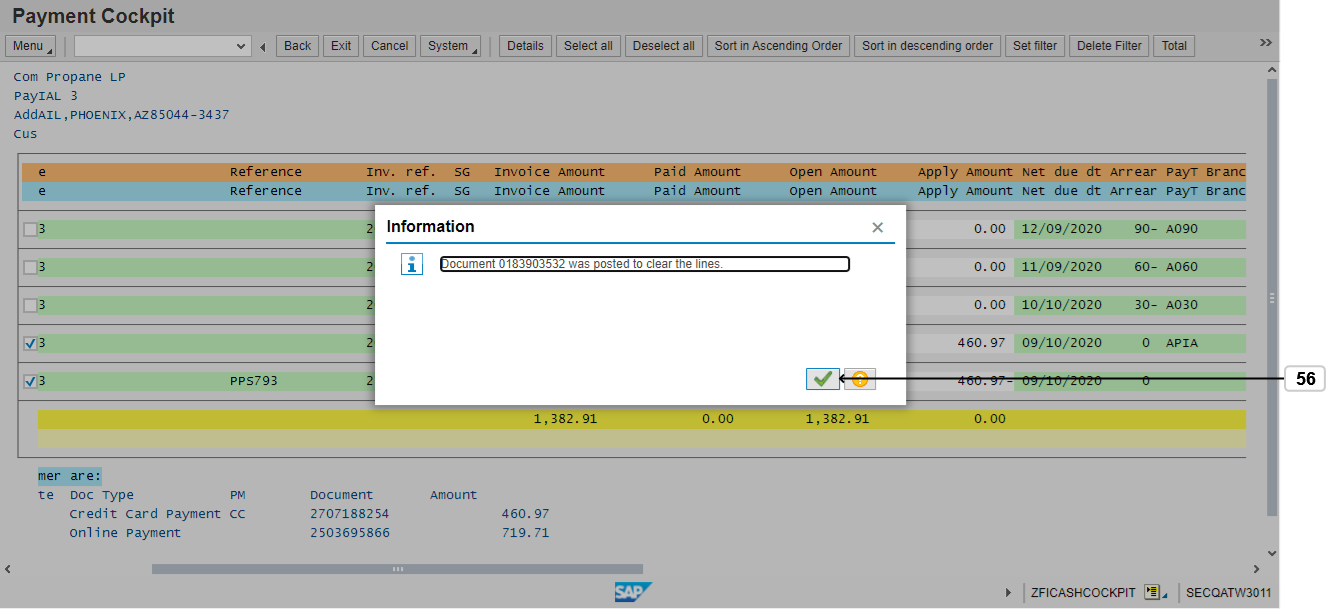 Payment Cockpit
Menu Back Exit Cancel System Details Select all Deselect all Sort in Ascending Order Sort in descending order Set filter Delete Filter Total
Com Propane LP
PayIAL 3
AddAIL,PHOENIX,AZ85044-3437
Cus
e Reference Inv. ref. SG Invoice Amount Paid Amount Open Amount Apply Amount Net due dt Arrear PayT Branc
e Reference Inv. ref. SG Invoice Amount Paid Amount Open Amount Apply Amount Net due dt Arrear PayT Branc
Information
3 2 0.00 12/09/2020 90- A090
Document 0183903532 was posted to clear the lines.
3 2 0.00 11/09/2020 60- A060
3 2 0.00 10/10/2020 30- A030
3 2 460.97 09/10/2020 0 APIA
3 PPS793 2 460.97- 09/10/2020 0
56
1,382.91 0.00 1,382.91 0.00
mer are:
te Doc Type PM Document Amount
Credit Card Payment CC 2707188254 460.97
Online Payment 2503695866 719.71
SAP ZFICASHCOCKPIT SECQATW3011